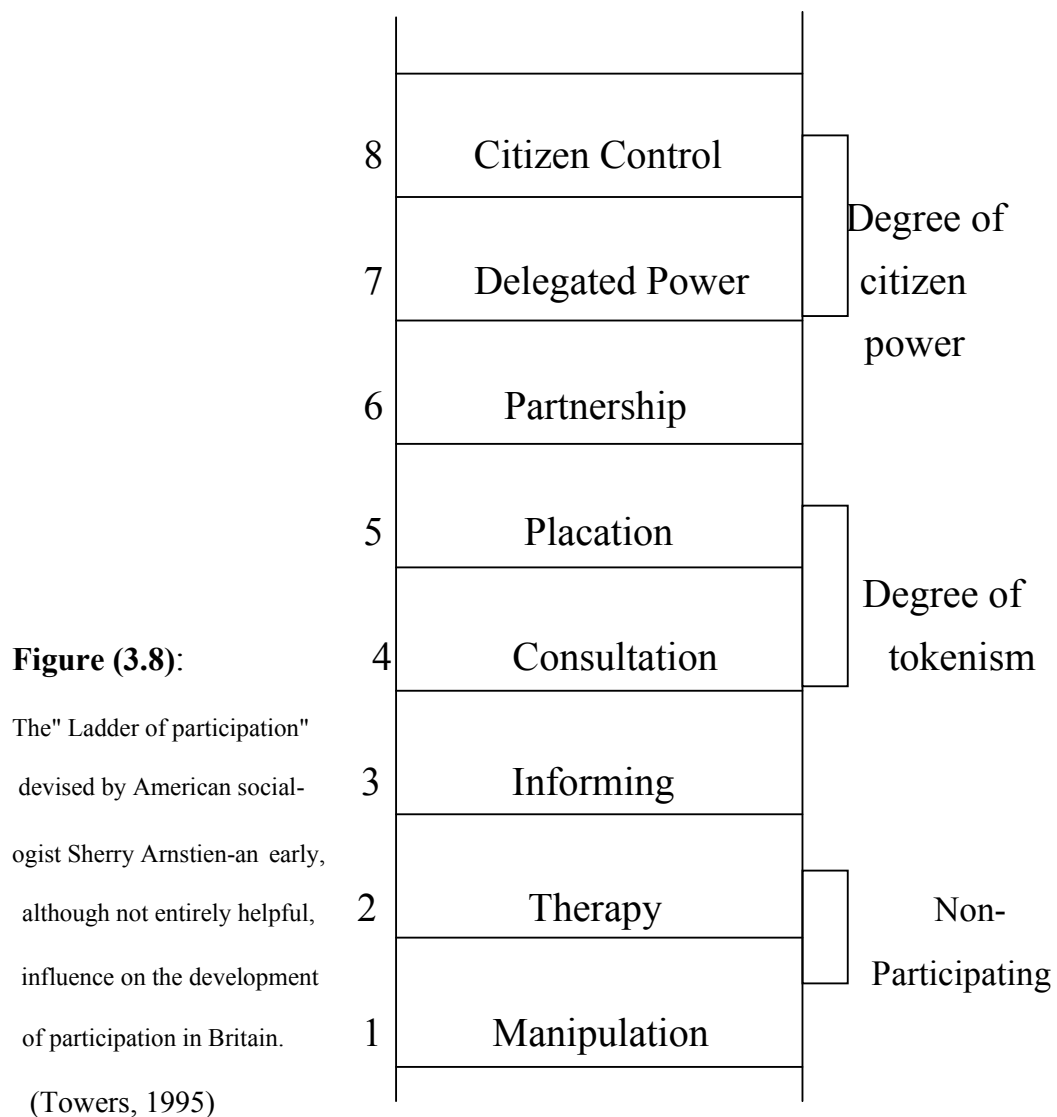 8 Citizen Control
7 Delegated Power
6 Partnership
5 Placation
4 Consultation
3 Informing
2 Therapy
1 Manipulation
Degree of
citizen
power
Degree of
tokenism
Non-
Participating
Figure (3.8):
The" Ladder of participation"
devised by American social-
ogist Sherry Arnstien-an early,
although not entirely helpful,
influence on the development
of participation in Britain.
(Towers, 1995)